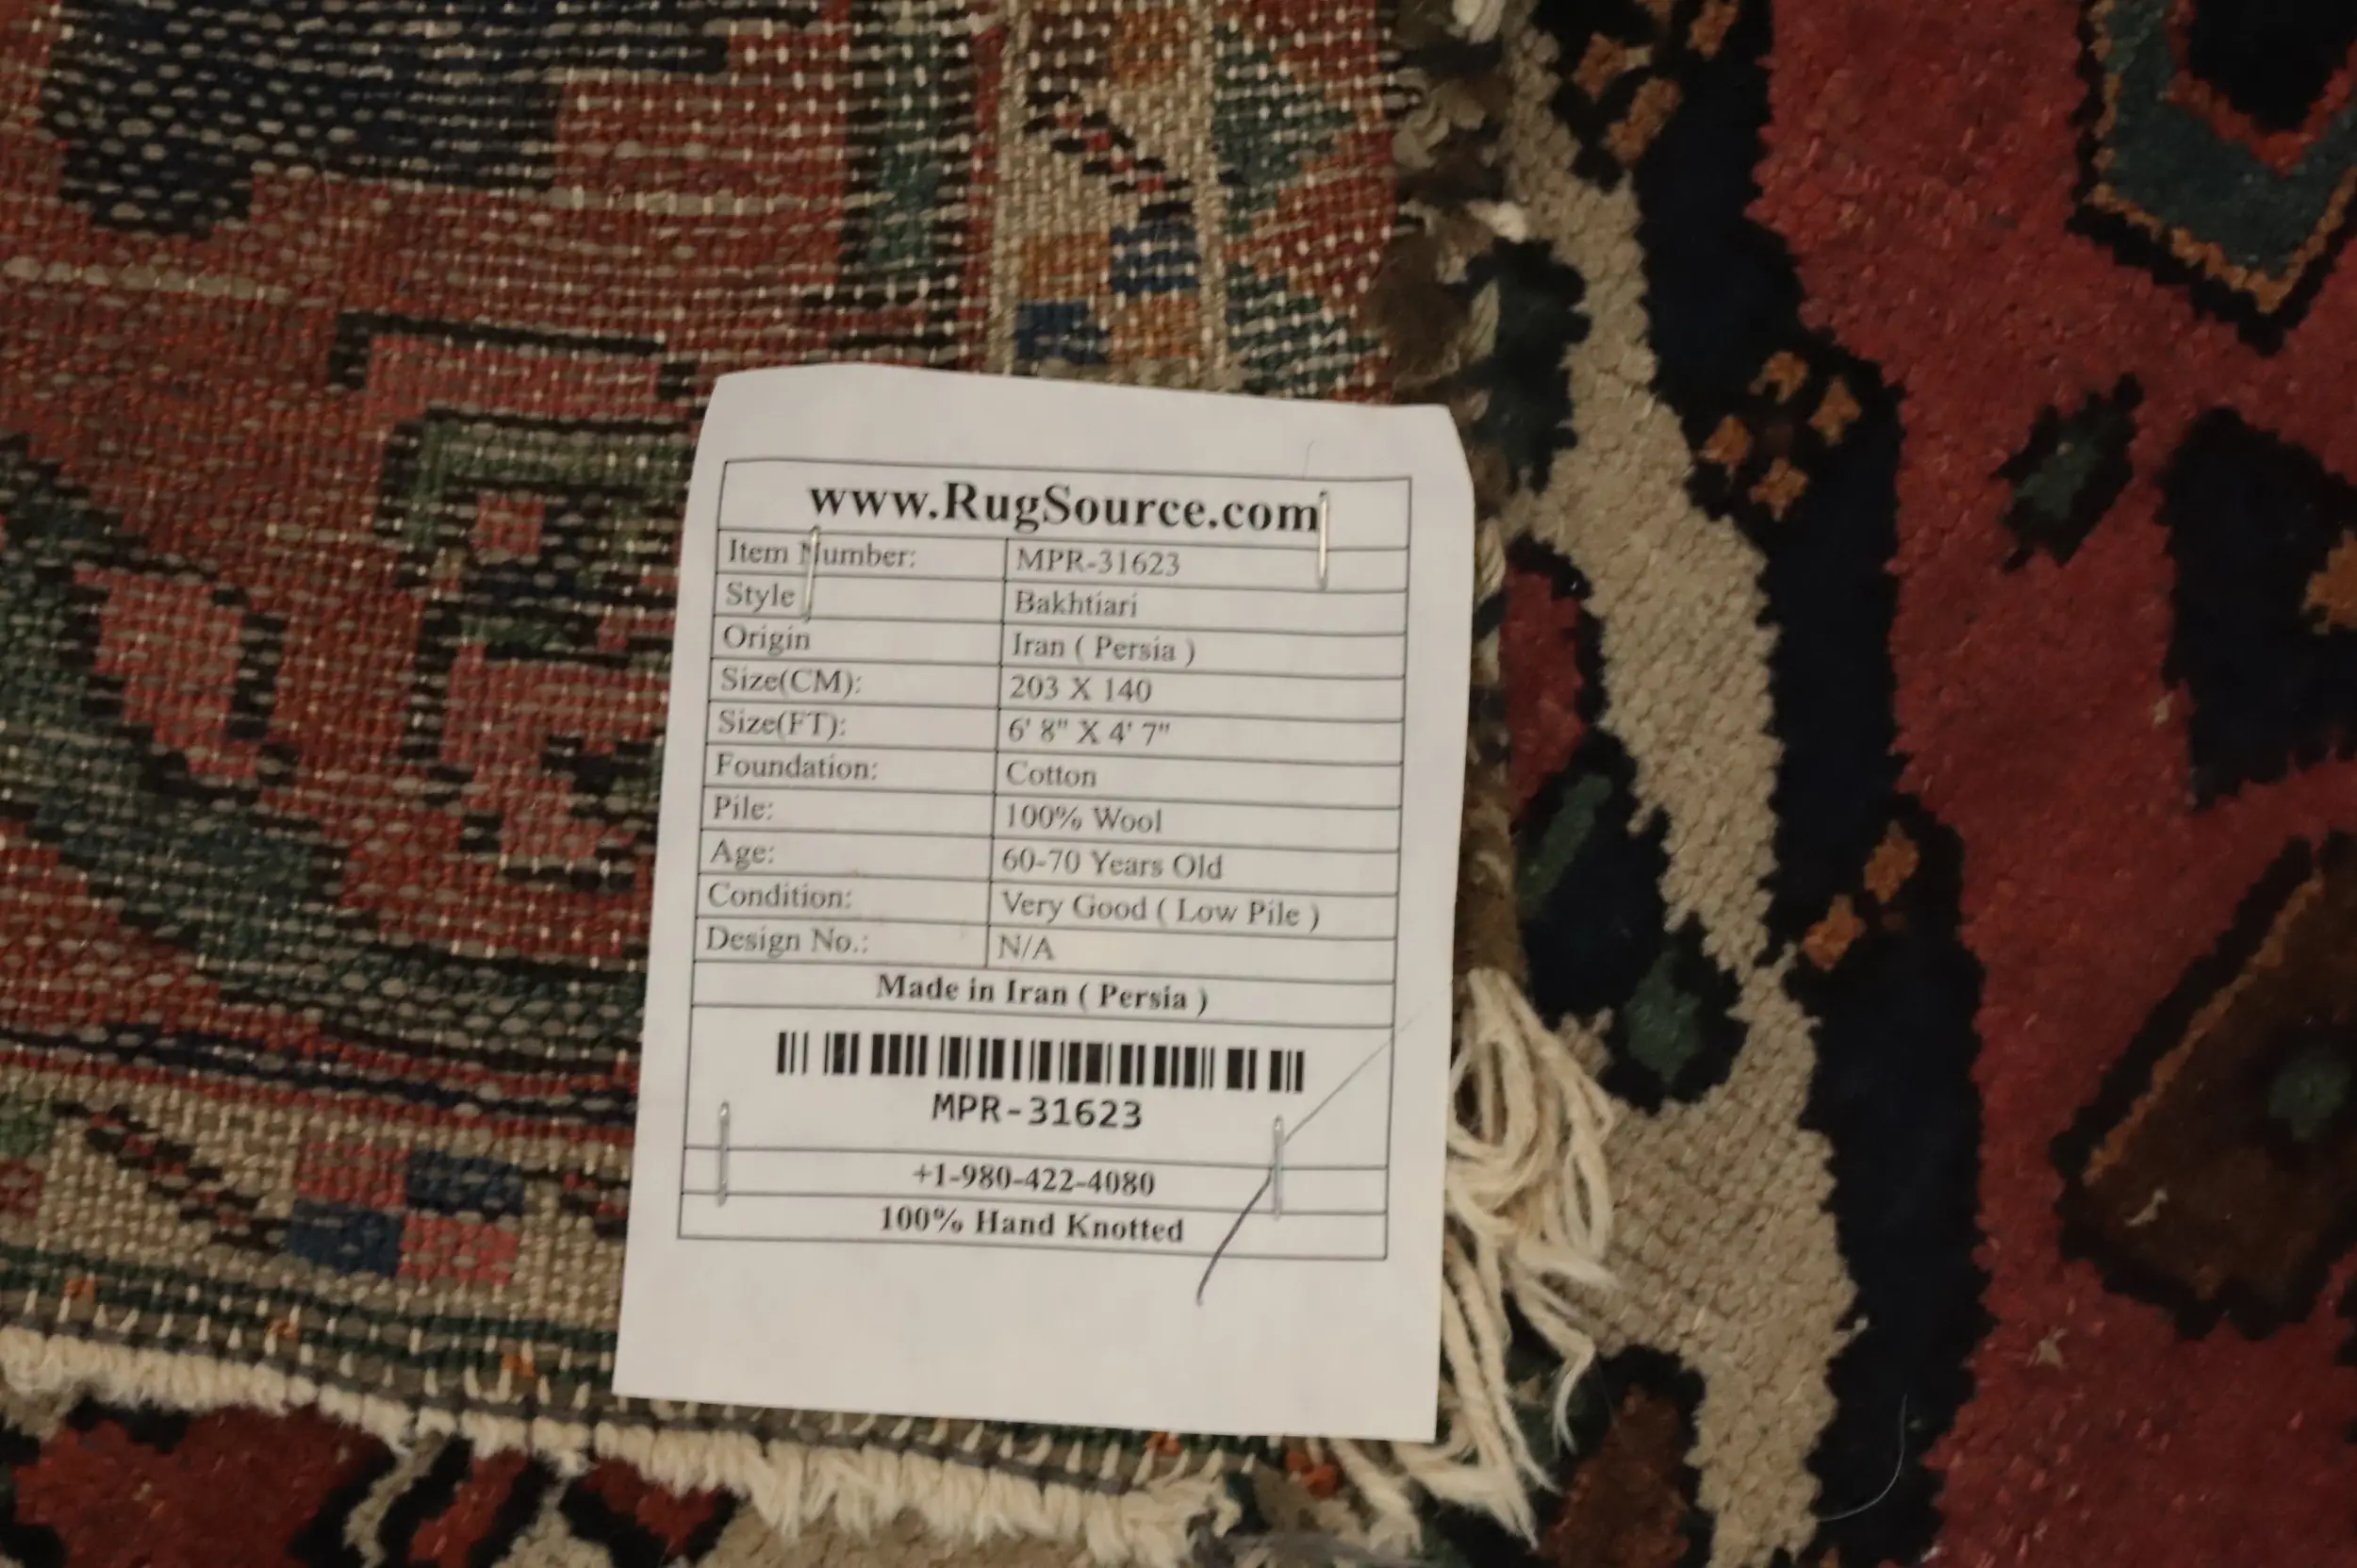 www.RugSource.com
Item Number: MPR-31623
Style Bakhtiari
Origin Iran ( Persia )
Size(CM): 203 X 140
Size(FT): 6' 8" X 4' 7"
Foundation: Cotton
Pile: 100% Wool
Age: 60-70 Years Old
Condition: Very Good ( Low Pile )
Design No.: N/A
Made in Iran ( Persia )
MPR-31623
+1-980-422-4080
100% Hand Knotted